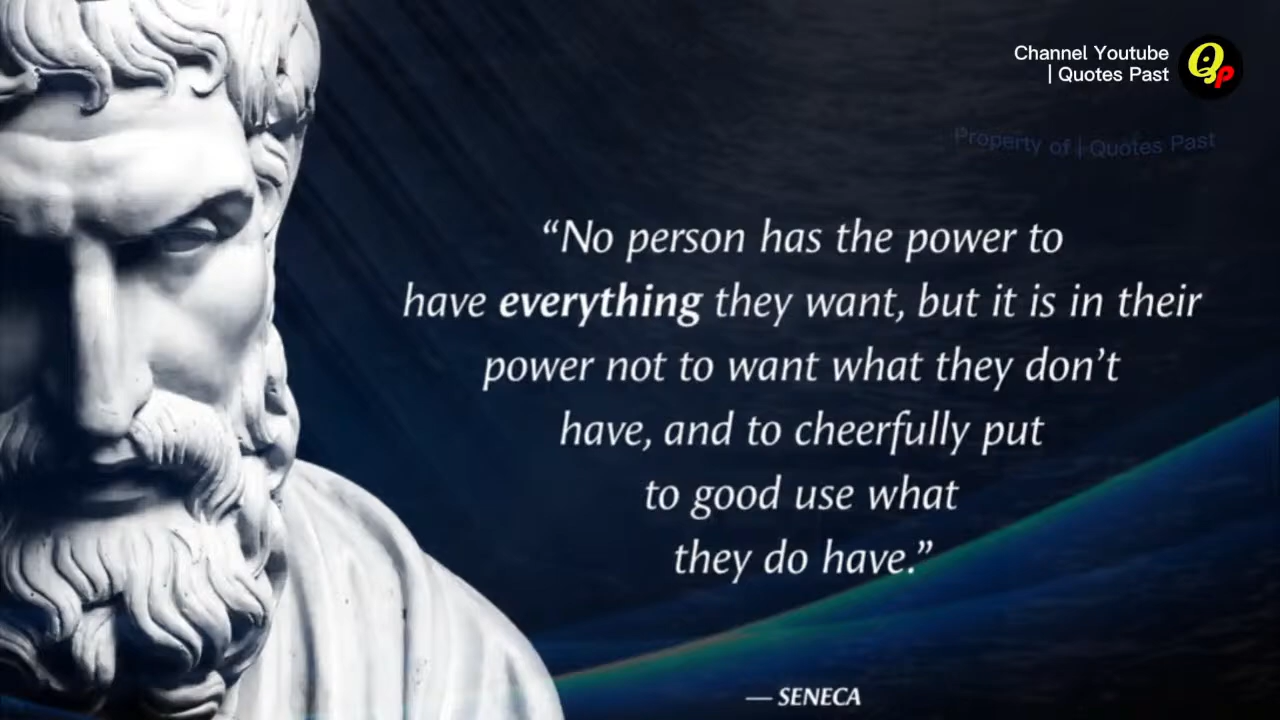 Channel Youtube
| Quotes Past
Property of | Quotes Past
“No person has the power to
have everything they want, but it is in their
power not to want what they don’t
have, and to cheerfully put
to good use what
they do have.”
— SENECA